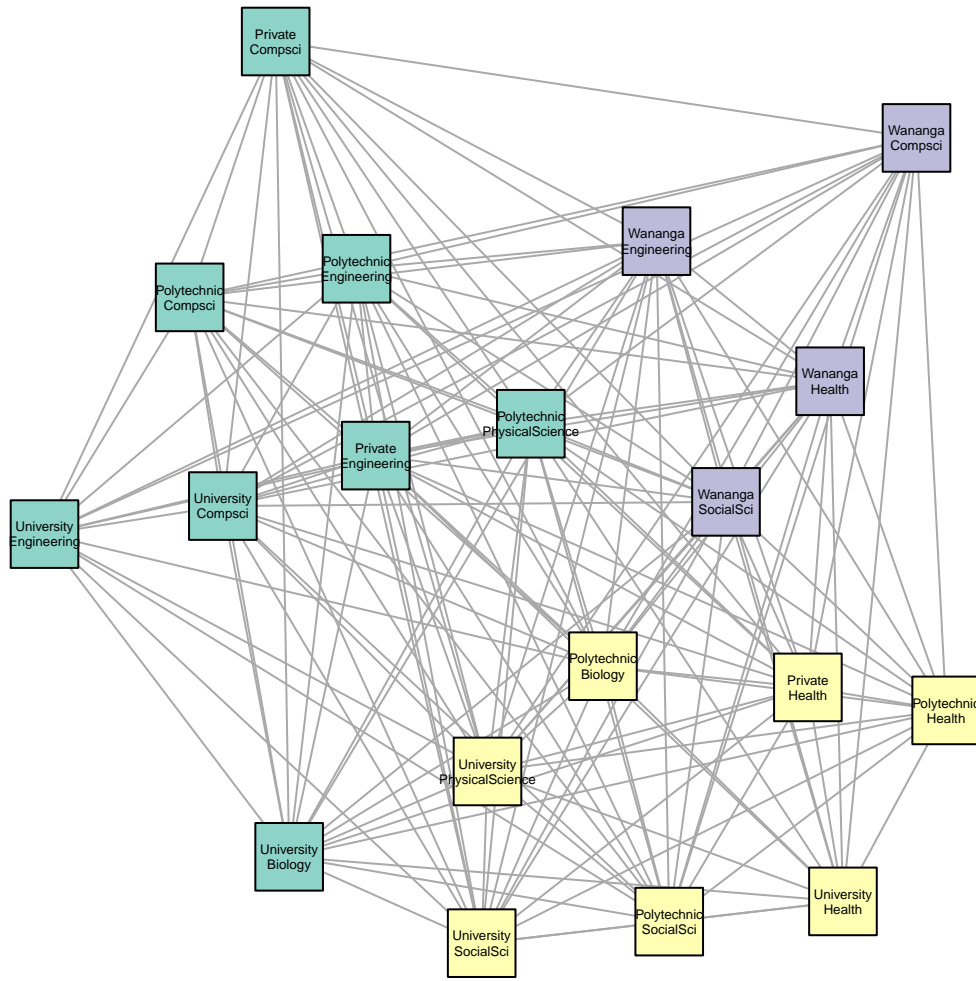 Private
Compsci
Wananga
Compsci
Wananga
Engineering
Polytechnic
Engineering
Polytechnic
Compsci
Wananga
Health
Polytechnic
PhysicalScience
Private
Engineering
Wananga
SocialSci
University
Compsci
University
Engineering
Polytechnic
Biology
Private
Health
Polytechnic
Health
University
PhysicalScience
University
Biology
University
Health
Polytechnic
SocialSci
University
SocialSci